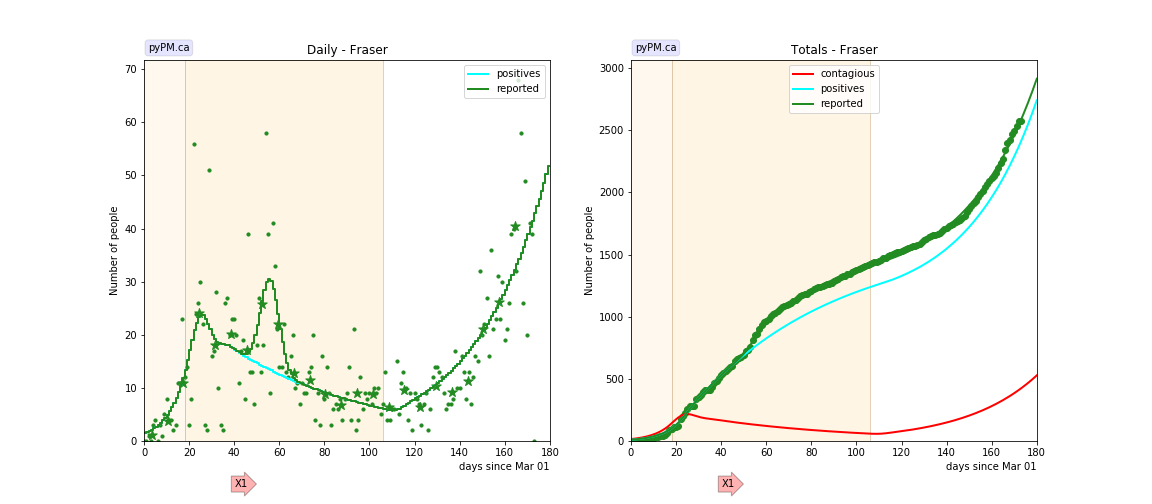 pyPM.ca
Daily - Fraser
positives
reported
Number of people
0
10
20
30
40
50
60
70
0
20
40
60
80
100
120
140
160
180
days since Mar 01
X1
pyPM.ca
Totals - Fraser
contagious
positives
reported
Number of people
0
500
1000
1500
2000
2500
3000
0
20
40
60
80
100
120
140
160
180
days since Mar 01
X1